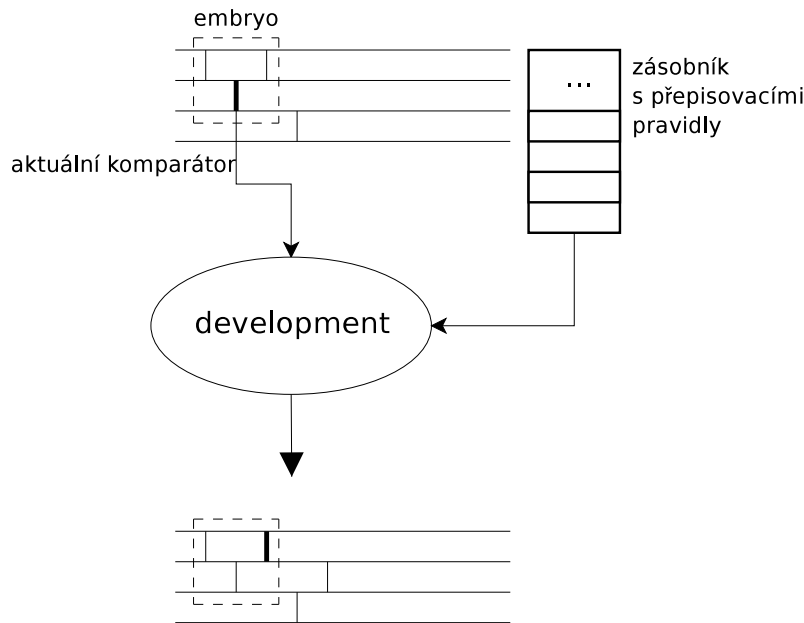 embryo
...
zásobník
s přepisovacími
pravidly
aktuální komparátor
development